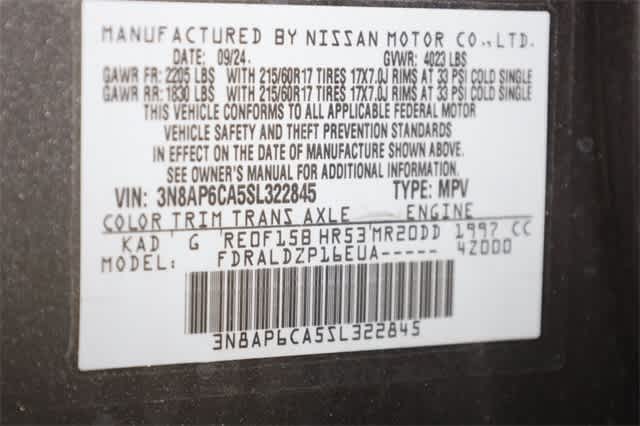 MANUFACTURED BY NISSAN MOTOR CO., LTD.
DATE: 09/24 GVWR: 4023 LBS
GAWR FR: 2205 LBS WITH 215/60R17 TIRES 17X7.0J RIMS AT 33 PSI COLD SINGLE
GAWR RR: 1830 LBS WITH 215/60R17 TIRES 17X7.0J RIMS AT 33 PSI COLD SINGLE
THIS VEHICLE CONFORMS TO ALL APPLICABLE FEDERAL MOTOR
VEHICLE SAFETY AND THEFT PREVENTION STANDARDS
IN EFFECT ON THE DATE OF MANUFACTURE SHOWN ABOVE.
SEE OWNER'S MANUAL FOR ADDITIONAL INFORMATION.
VIN: 3N8AP6CA5SL322845 TYPE: MPV
COLOR TRIM TRANS AXLE ENGINE
KAD G RE0F15B HR53 MR20DD 1997 CC
MODEL: FDRALDZP16EUA----- 4Z000
3N8AP6CA5SL322845